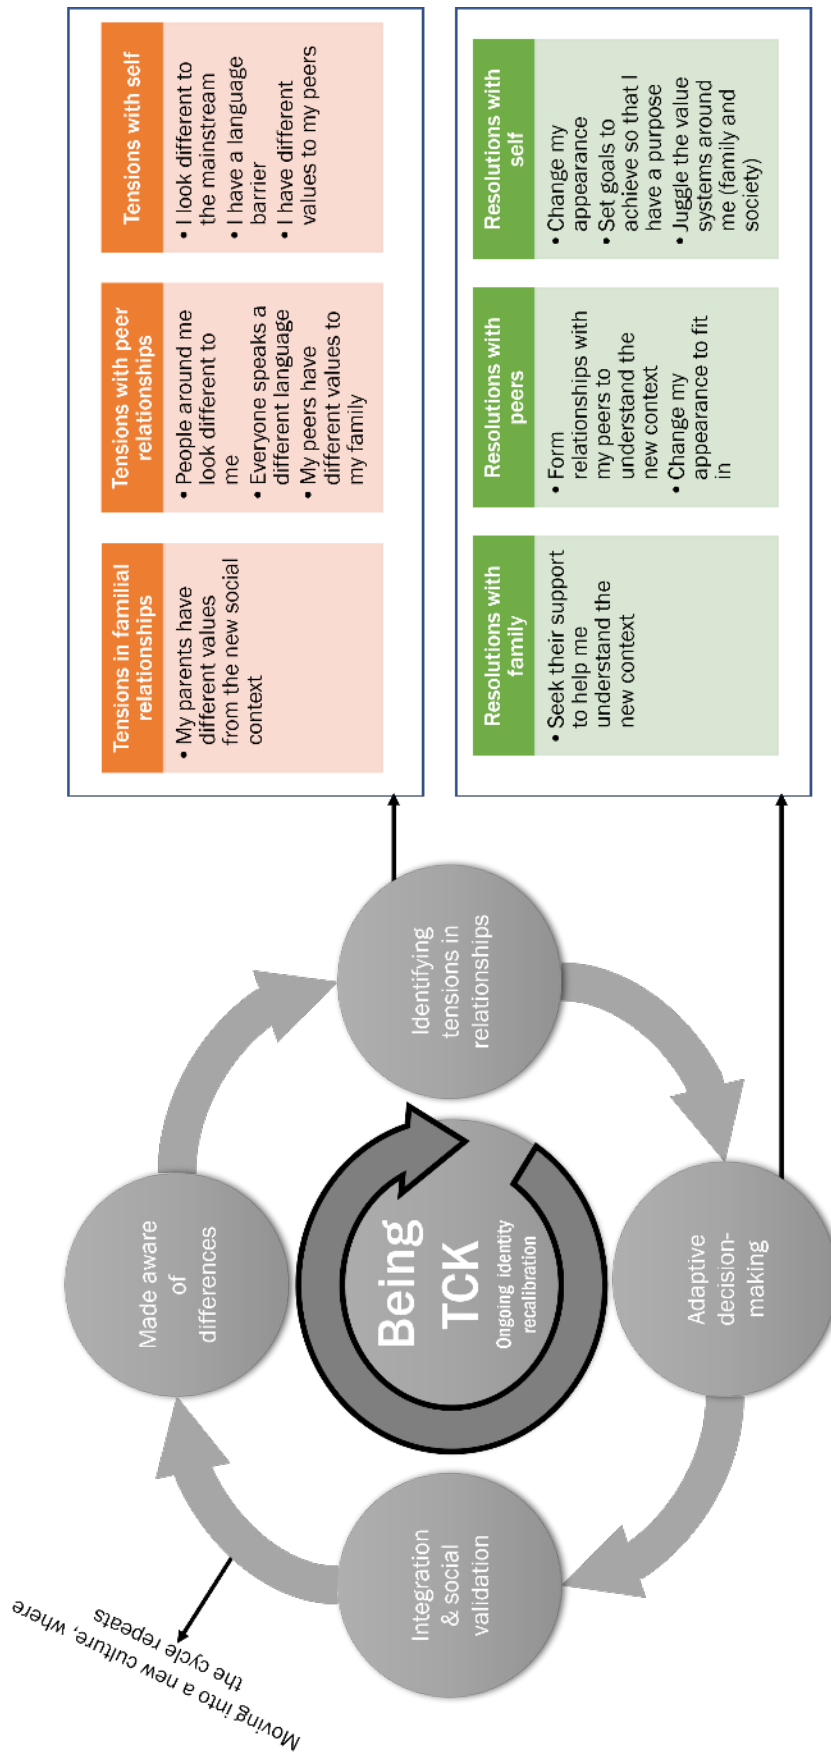 Moving into a new culture, where
the cycle repeats
Made aware
of
differences
Identifying
tensions in
relationships
Adaptive
decision-
making
Integration
& social
validation
Being
TCK
Ongoing identity
recalibration
Tensions in familial
relationships
• My parents have
different values
from the new social
context
Tensions with peer
relationships
• People around me
look different to
me
• Everyone speaks a
different language
• My peers have
different values to
my family
Tensions with self
• I look different to
the mainstream
• I have a language
barrier
• I have different
values to my peers
Resolutions with
family
• Seek their support
to help me
understand the
new context
Resolutions with
peers
• Form
relationships with
my peers to
understand the
new context
• Change my
appearance to fit
in
Resolutions with
self
• Change my
appearance
• Set goals to
achieve so that I
have a purpose
• Juggle the value
systems around
me (family and
society)